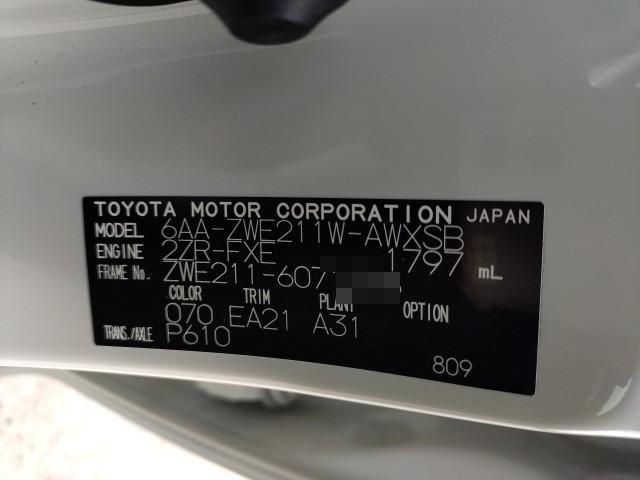 TOYOTA MOTOR CORPORATION JAPAN
MODEL 6AA-ZWE211W-AWXSB
ENGINE 2ZR-FXE 1797 mL
FRAME No. ZWE211-607
COLOR TRIM PLANT OPTION
070 EA21 A31
TRANS./AXLE P610
809